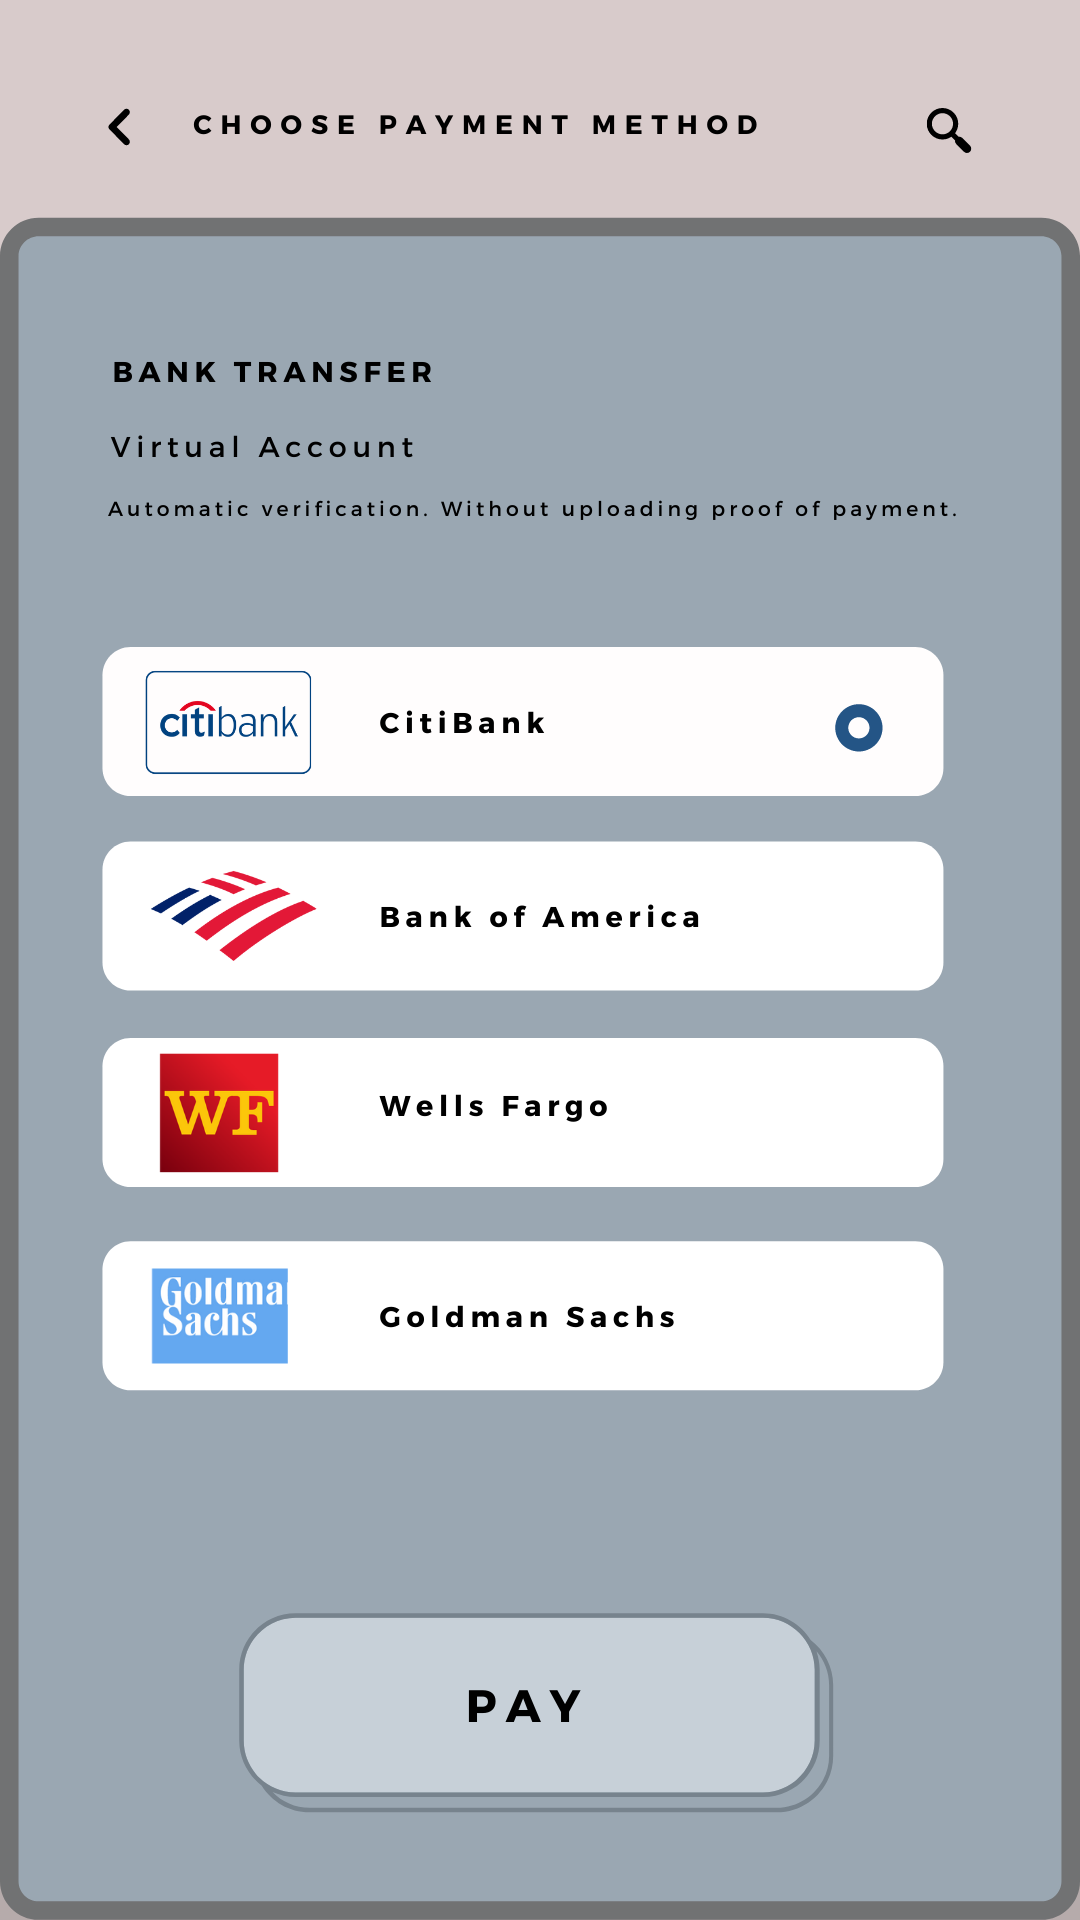 CHOOSE PAYMENT METHOD
BANK TRANSFER
Virtual Account
Automatic verification. Without uploading proof of payment.
citibank
CitiBank
Bank of America
WF
Wells Fargo
Goldma
Sachs
Goldman Sachs
PAY